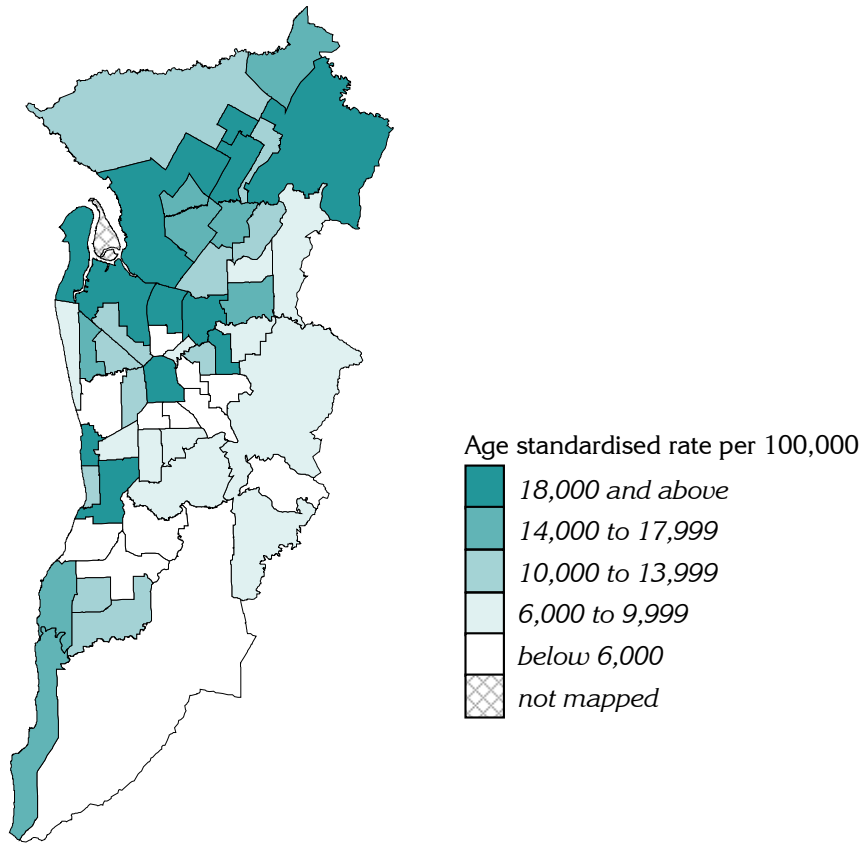 Age standardised rate per 100,000
18,000 and above
14,000 to 17,999
10,000 to 13,999
6,000 to 9,999
below 6,000
not mapped